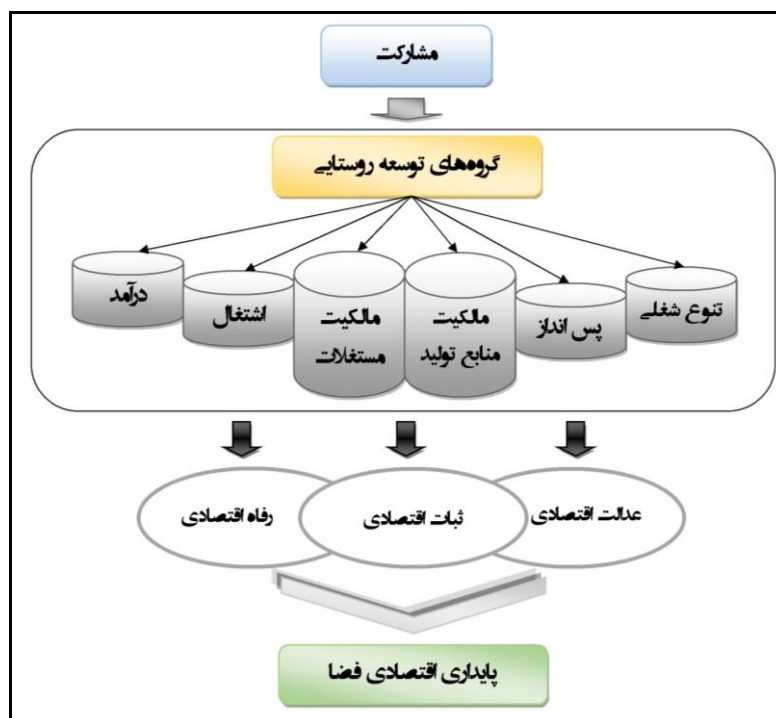 مشارکت
گروه‌های توسعه روستایی
تنوع شغلی
پس انداز
مالکیت
منابع تولید
مالکیت
مستغلات
اشتغال
درآمد
عدالت اقتصادی
ثبات اقتصادی
رفاه اقتصادی
پایداری اقتصادی فضا